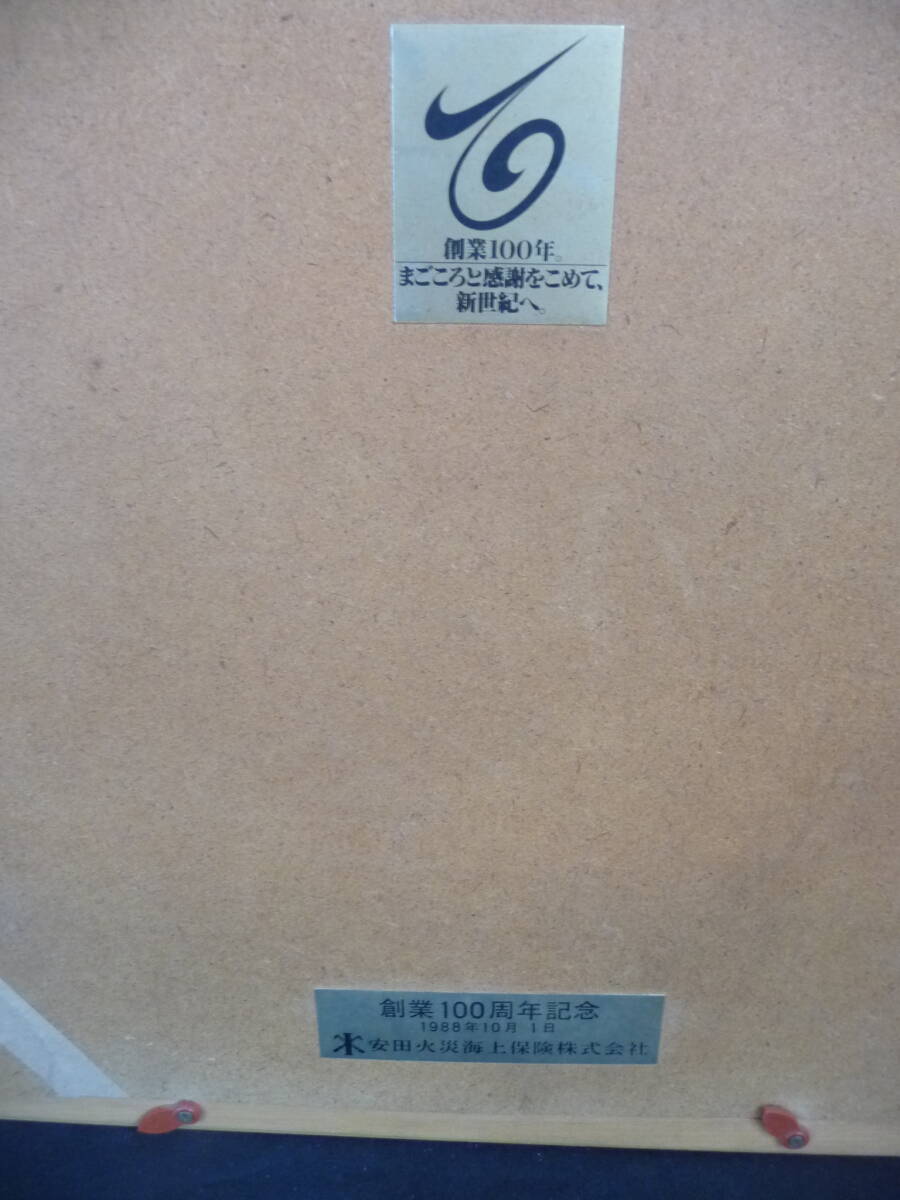 創業100年。
まごころと感謝をこめて、
新世紀へ。
創業100周年記念
1988年10月1日
安田火災海上保険株式会社